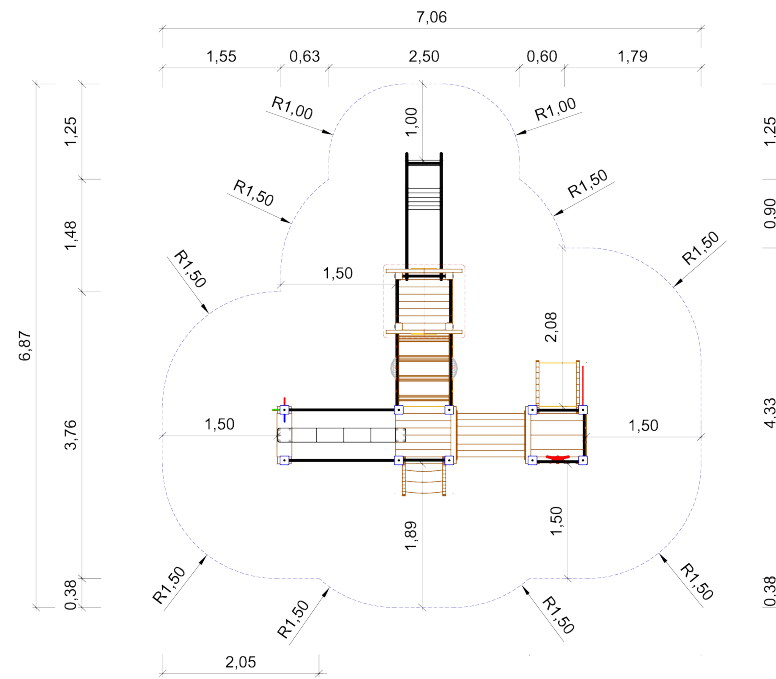 7,06
1,55 0,63 2,50 0,60 1,79
1,25 R1,00 1,00 R1,00 1.25
R1,50 R1,50
1,48 0.90
R1,50 1,50 R1,50
6,87 2,08
3,76 1,50 1,50 4.33
1,89 1,50
0,38 R1,50 R1,50 R1,50 R1,50 0.38
2,05